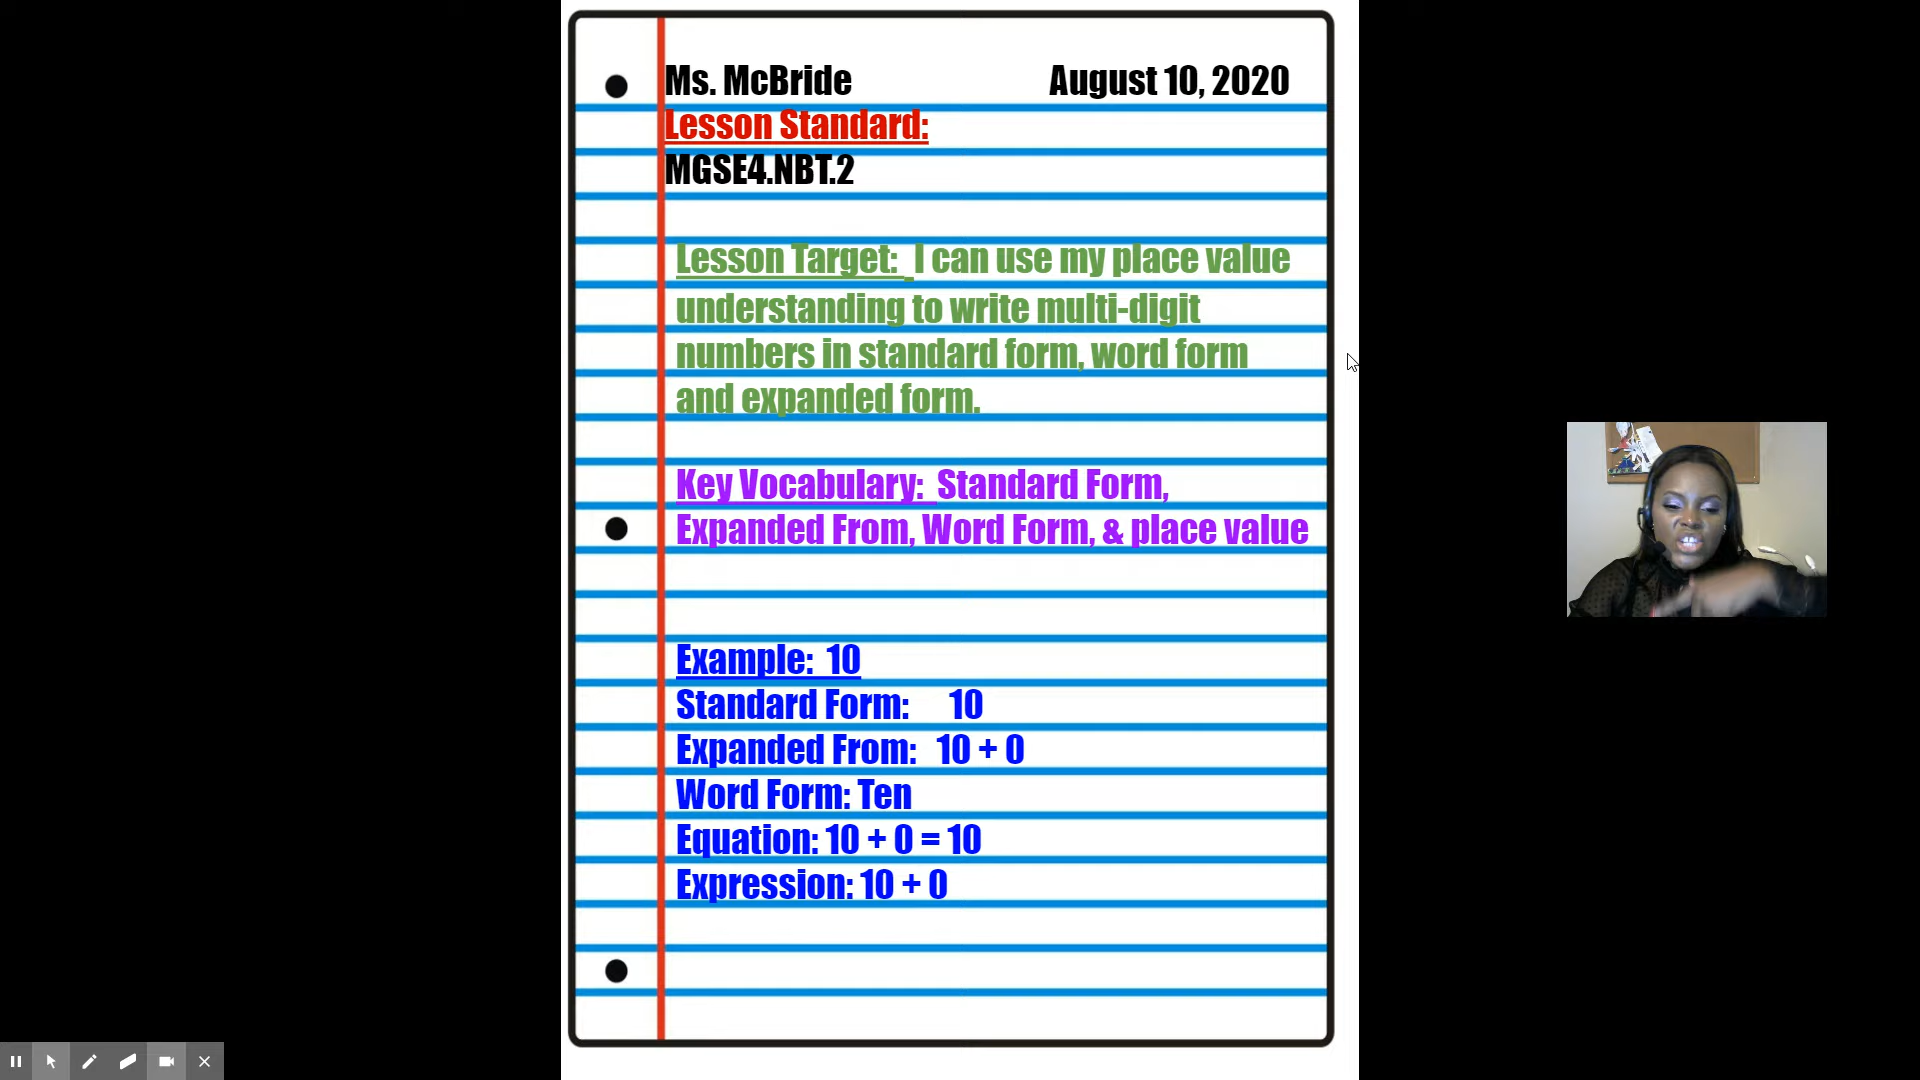 Ms. McBride August 10, 2020
Lesson Standard:
MGSE4.NBT.2
Lesson Target: I can use my place value
understanding to write multi-digit
numbers in standard form, word form
and expanded form.
Key Vocabulary: Standard Form,
Expanded From, Word Form, & place value
Example: 10
Standard Form: 10
Expanded From: 10 + 0
Word Form: Ten
Equation: 10 + 0 = 10
Expression: 10 + 0